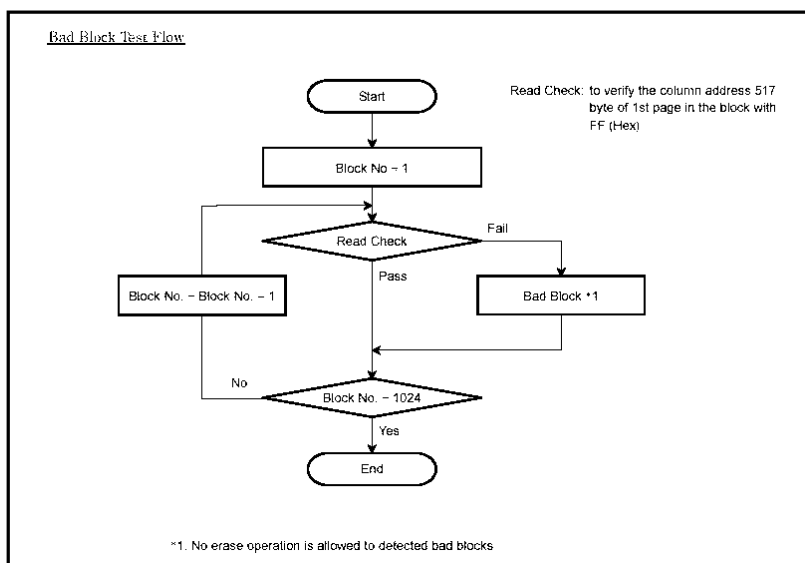 Bad Block Test Flow
Start
Read Check: to verify the column address 517
byte of 1st page in the block with
FF (Hex)
Block No − 1
Read Check
Fail
Pass
Block No. − Block No. − 1
Bad Block *1
No
Block No. − 1024
Yes
End
*1. No erase operation is allowed to detected bad blocks